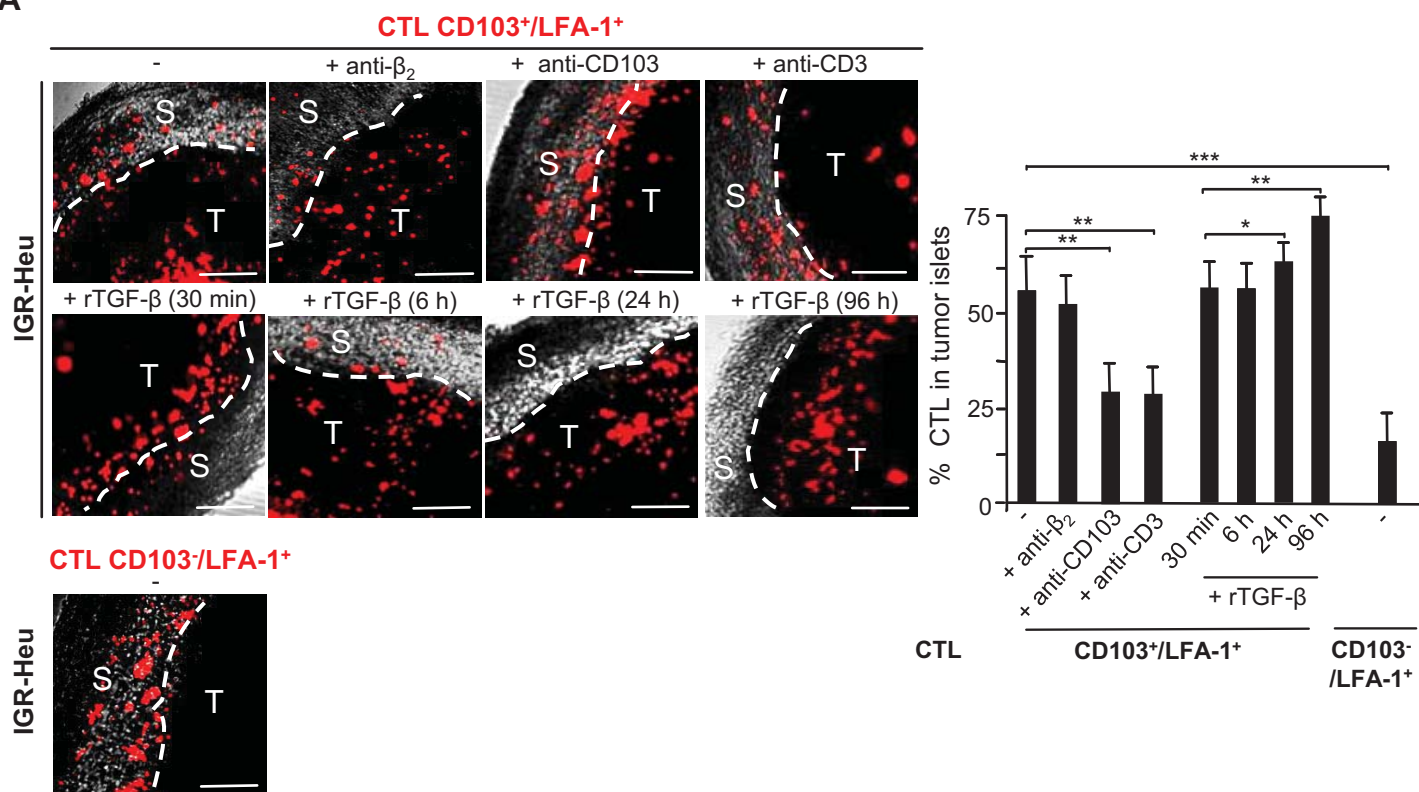 A
CTL CD103⁺/LFA-1⁺
- + anti-β₂ + anti-CD103 + anti-CD3
IGR-Heu
S T S T S T S T
+ rTGF-β (30 min) + rTGF-β (6 h) + rTGF-β (24 h) + rTGF-β (96 h)
T S S T S T S T
CTL CD103⁻/LFA-1⁺
-
IGR-Heu
S T
% CTL in tumor islets
75
50
25
0
***
** **
** *
- + anti-β₂ + anti-CD103 + anti-CD3 30 min 6 h 24 h 96 h -
+ rTGF-β
CTL CD103⁺/LFA-1⁺ CD103⁻
/LFA-1⁺